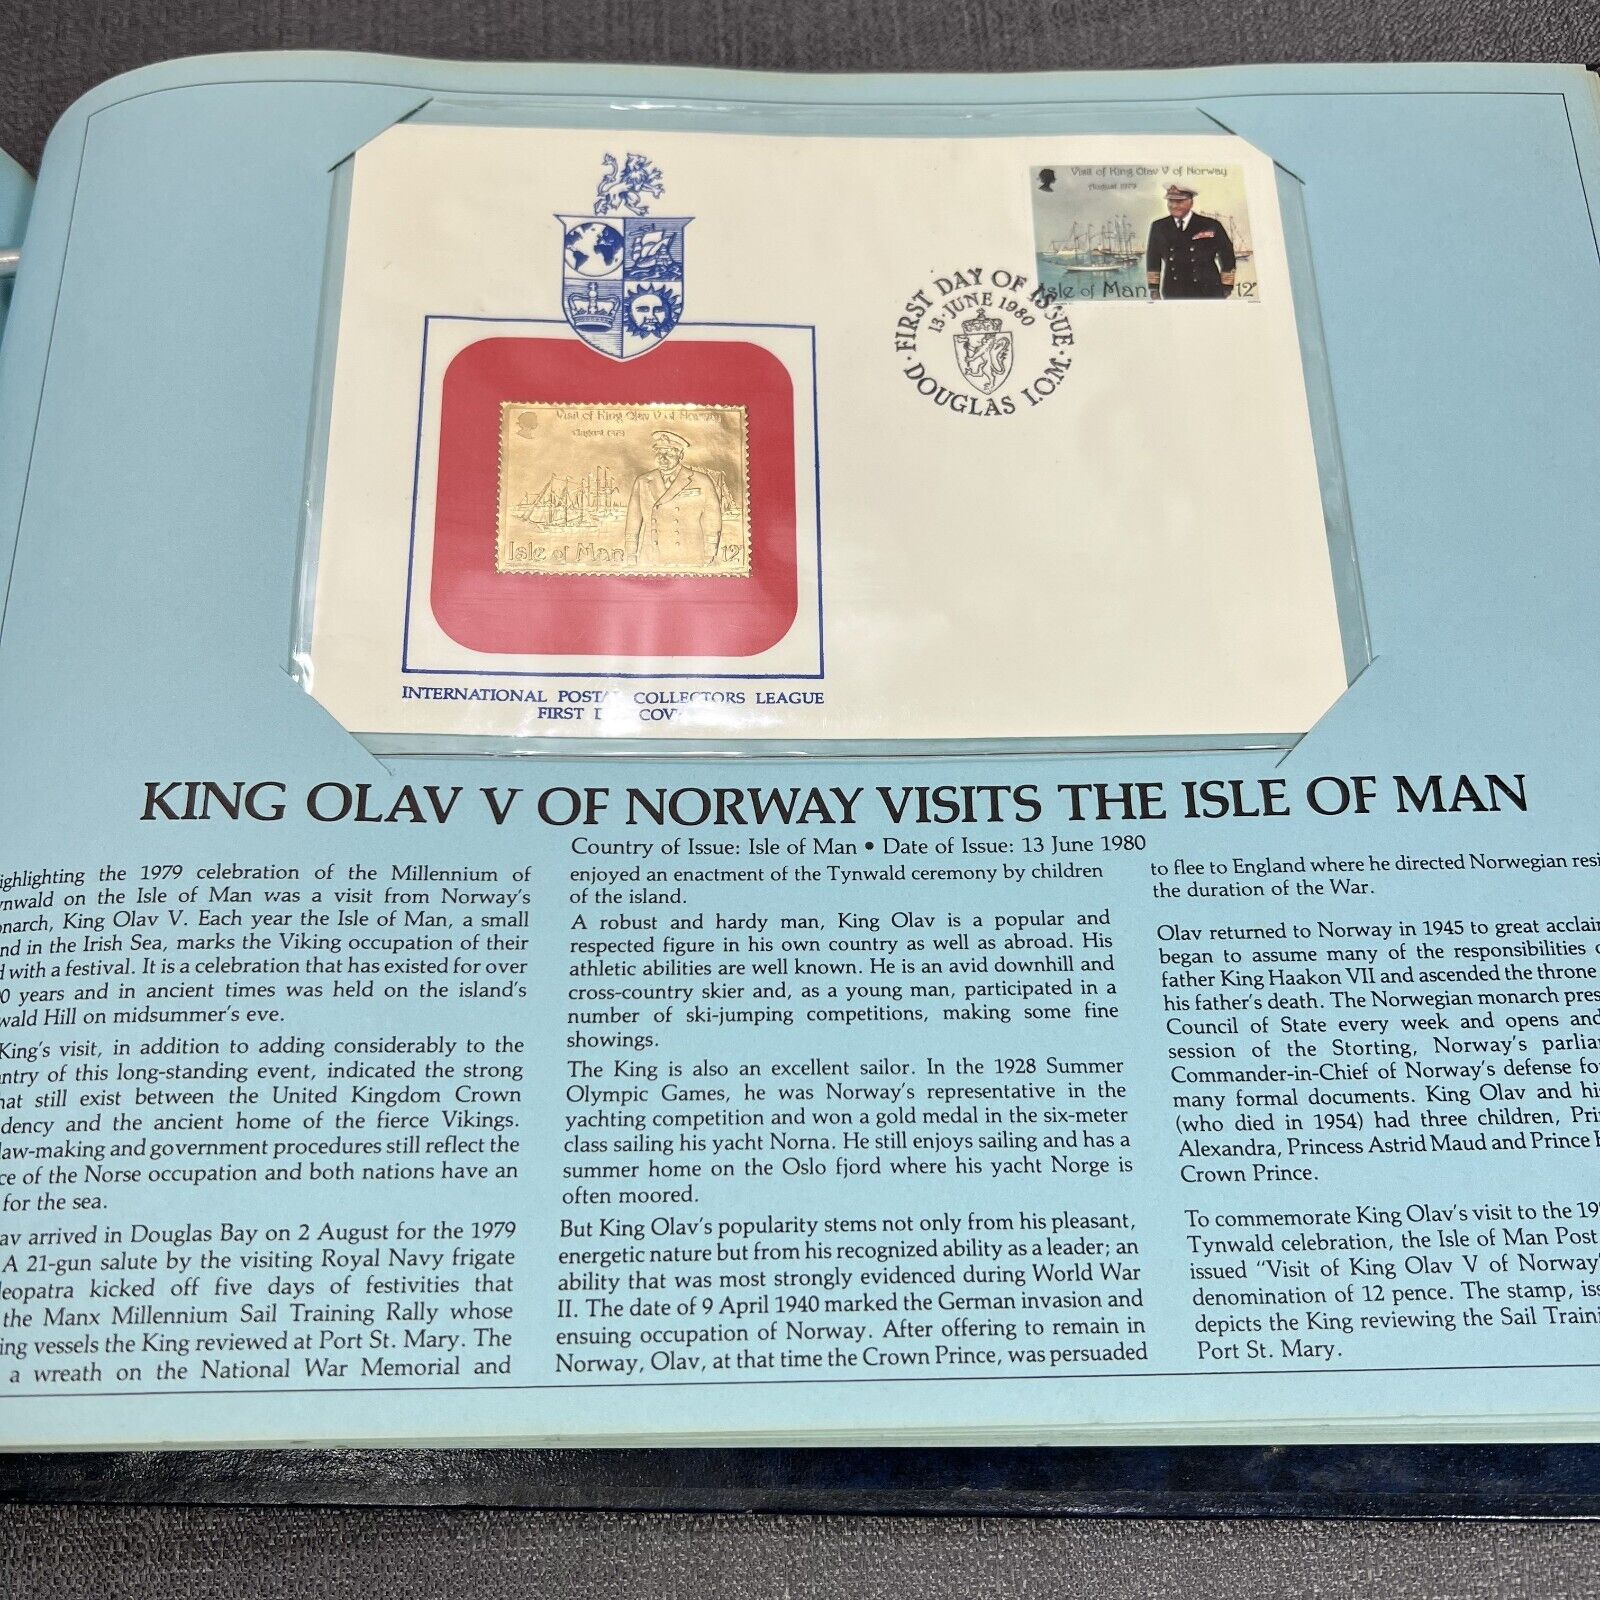 Visit of King Olav V of Norway
August 1979
Isle of Man
12
FIRST DAY OF ISSUE
13·JUNE 1980
DOUGLAS I.O.M.
Visit of King Olav V of Norway
August 1979
Isle of Man
12
INTERNATIONAL COLLECTORS LEAGUE
FIRST
KING OLAV V OF NORWAY VISITS THE ISLE OF MAN
Country of Issue: Isle of Man • Date of Issue: 13 June 1980
ighlighting the 1979 celebration of the Millennium of
nwald on the Isle of Man was a visit from Norway's
onarch, King Olav V. Each year the Isle of Man, a small
nd in the Irish Sea, marks the Viking occupation of their
d with a festival. It is a celebration that has existed for over
00 years and in ancient times was held on the island's
wald Hill on midsummer's eve.
King's visit, in addition to adding considerably to the
ntry of this long-standing event, indicated the strong
hat still exist between the United Kingdom Crown
dency and the ancient home of the fierce Vikings.
law-making and government procedures still reflect the
ce of the Norse occupation and both nations have an
for the sea.
av arrived in Douglas Bay on 2 August for the 1979
A 21-gun salute by the visiting Royal Navy frigate
leopatra kicked off five days of festivities that
the Manx Millennium Sail Training Rally whose
ing vessels the King reviewed at Port St. Mary. The
a wreath on the National War Memorial and
enjoyed an enactment of the Tynwald ceremony by children
of the island.
A robust and hardy man, King Olav is a popular and
respected figure in his own country as well as abroad. His
athletic abilities are well known. He is an avid downhill and
cross-country skier and, as a young man, participated in a
number of ski-jumping competitions, making some fine
showings.
The King is also an excellent sailor. In the 1928 Summer
Olympic Games, he was Norway's representative in the
yachting competition and won a gold medal in the six-meter
class sailing his yacht Norna. He still enjoys sailing and has a
summer home on the Oslo fjord where his yacht Norge is
often moored.
But King Olav's popularity stems not only from his pleasant,
energetic nature but from his recognized ability as a leader; an
ability that was most strongly evidenced during World War
II. The date of 9 April 1940 marked the German invasion and
ensuing occupation of Norway. After offering to remain in
Norway, Olav, at that time the Crown Prince, was persuaded
to flee to England where he directed Norwegian resi
the duration of the War.
Olav returned to Norway in 1945 to great acclai
began to assume many of the responsibilities
father King Haakon VII and ascended the throne
his father's death. The Norwegian monarch pres
Council of State every week and opens and
session of the Storting, Norway's parlia
Commander-in-Chief of Norway's defense fo
many formal documents. King Olav and hi
(who died in 1954) had three children, Pri
Alexandra, Princess Astrid Maud and Prince
Crown Prince.
To commemorate King Olav's visit to the 19
Tynwald celebration, the Isle of Man Post
issued "Visit of King Olav V of Norway"
denomination of 12 pence. The stamp, iss
depicts the King reviewing the Sail Traini
Port St. Mary.